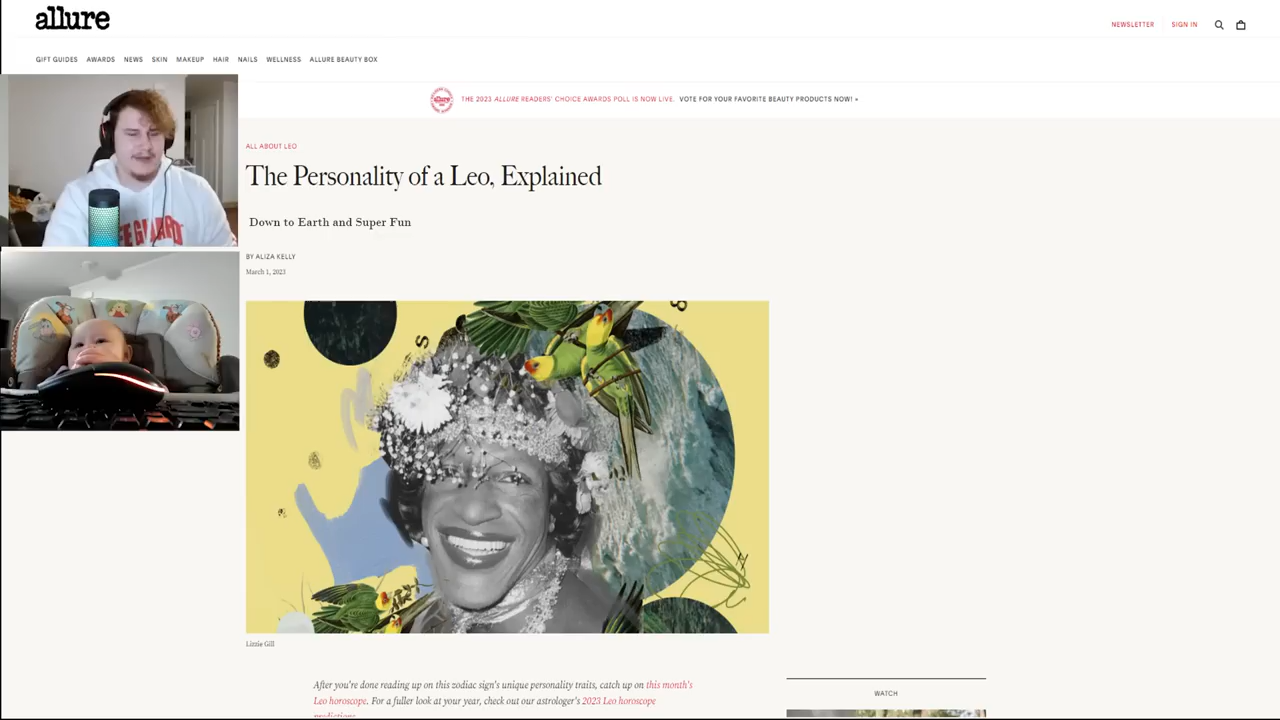 allure
NEWSLETTER SIGN IN
GIFT GUIDES AWARDS NEWS SKIN MAKEUP HAIR NAILS WELLNESS ALLURE BEAUTY BOX
THE 2023 ALLURE READERS' CHOICE AWARDS POLL IS NOW LIVE. VOTE FOR YOUR FAVORITE BEAUTY PRODUCTS NOW! »
ALL ABOUT LEO
The Personality of a Leo, Explained
Down to Earth and Super Fun
BY ALIZA KELLY
March 1, 2023
Lizzie Gill
After you're done reading up on this zodiac sign's unique personality traits, catch up on this month's
Leo horoscope. For a fuller look at your year, check out our astrologer's 2023 Leo horoscope
predictions.
WATCH